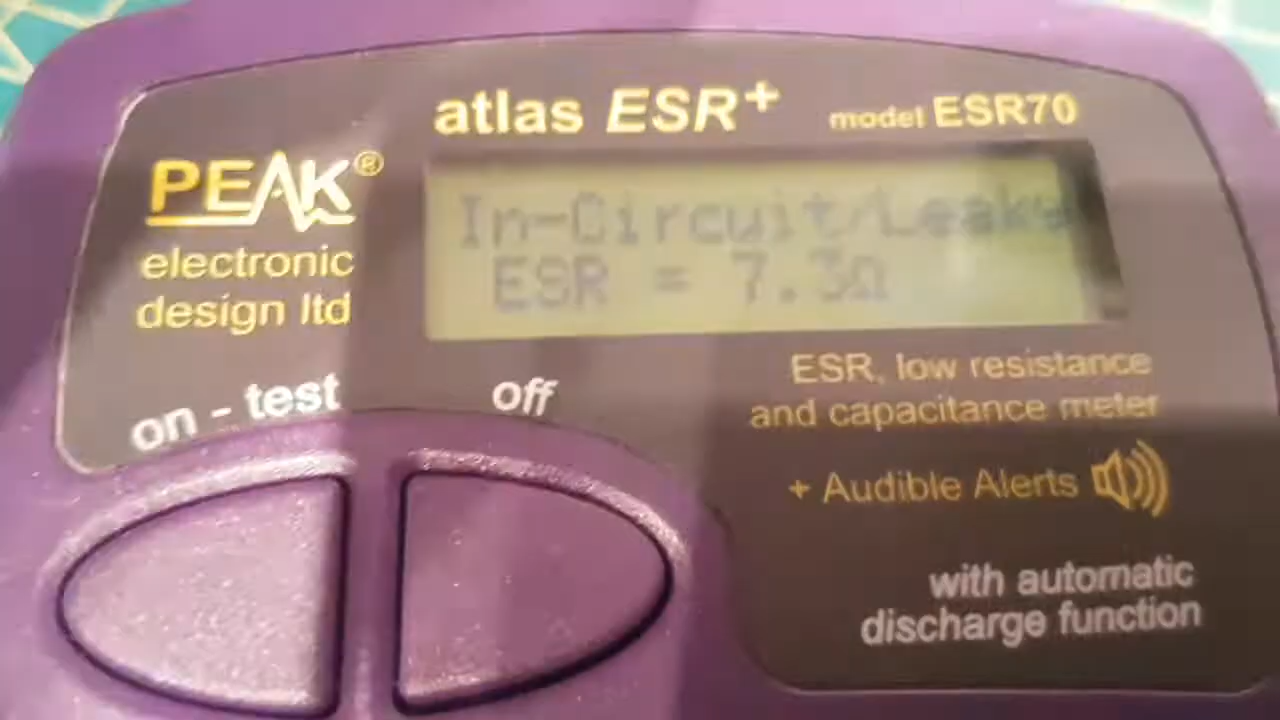 atlas ESR+ model ESR70
PEAK®
electronic
design ltd
In-Circuit/Leaky
ESR = 7.3Ω
on - test
off
ESR, low resistance
and capacitance meter
+ Audible Alerts
with automatic
discharge function